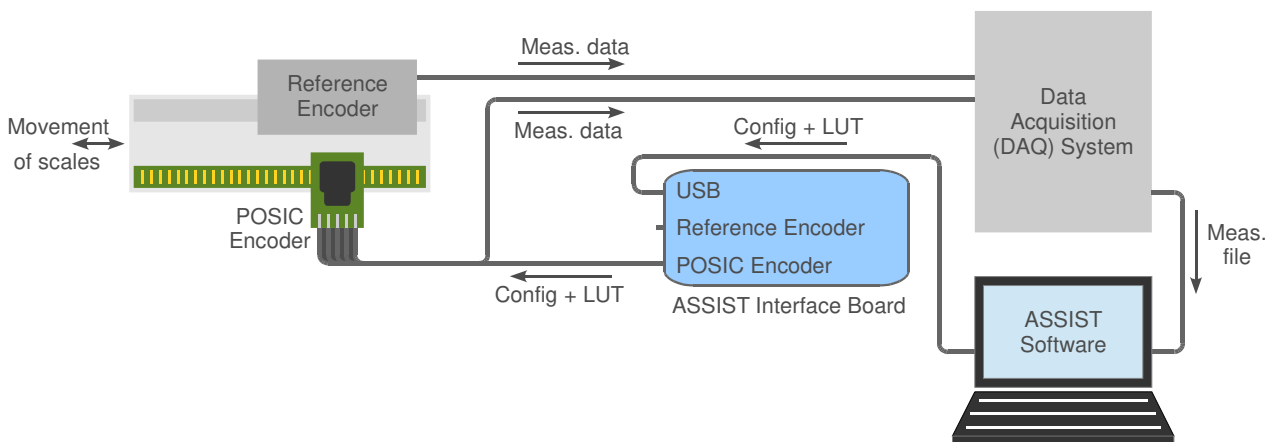 Meas. data
Reference
Encoder
Movement
of scales
Meas. data
Config + LUT
Data
Acquisition
(DAQ) System
USB
Reference Encoder
POSIC Encoder
POSIC
Encoder
Config + LUT
ASSIST Interface Board
Meas.
file
ASSIST
Software